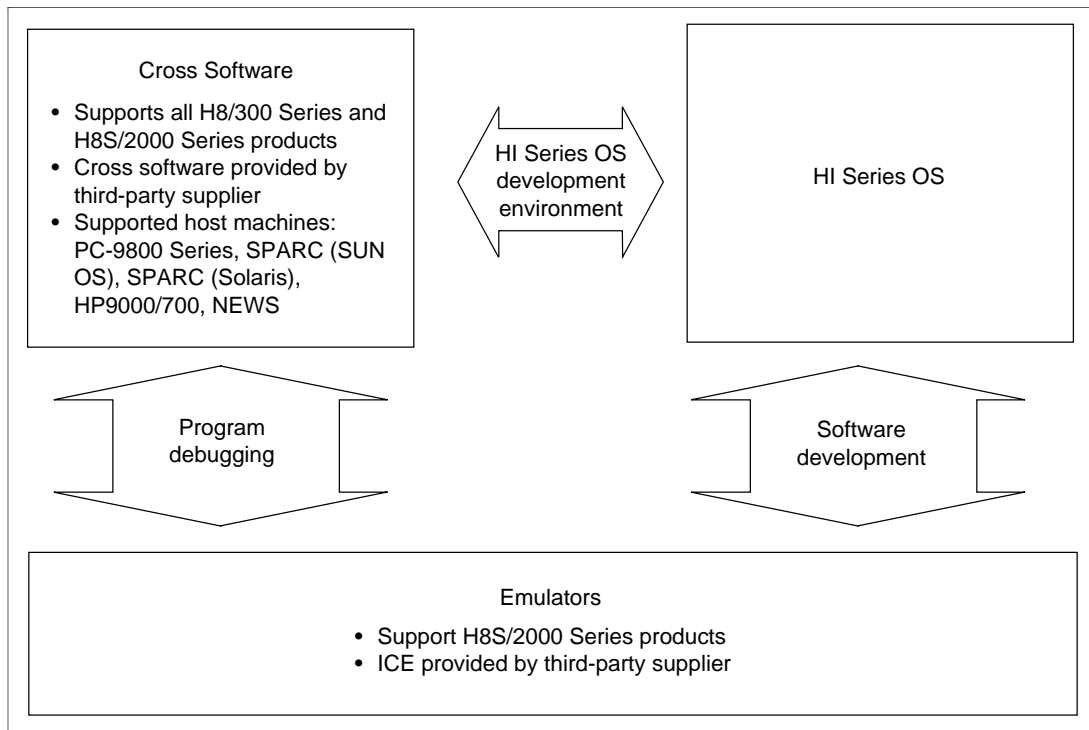 Cross Software
• Supports all H8/300 Series and
H8S/2000 Series products
• Cross software provided by
third-party supplier
• Supported host machines:
PC-9800 Series, SPARC (SUN
OS), SPARC (Solaris),
HP9000/700, NEWS
HI Series OS
development
environment
HI Series OS
Program
debugging
Software
development
Emulators
• Support H8S/2000 Series products
• ICE provided by third-party supplier